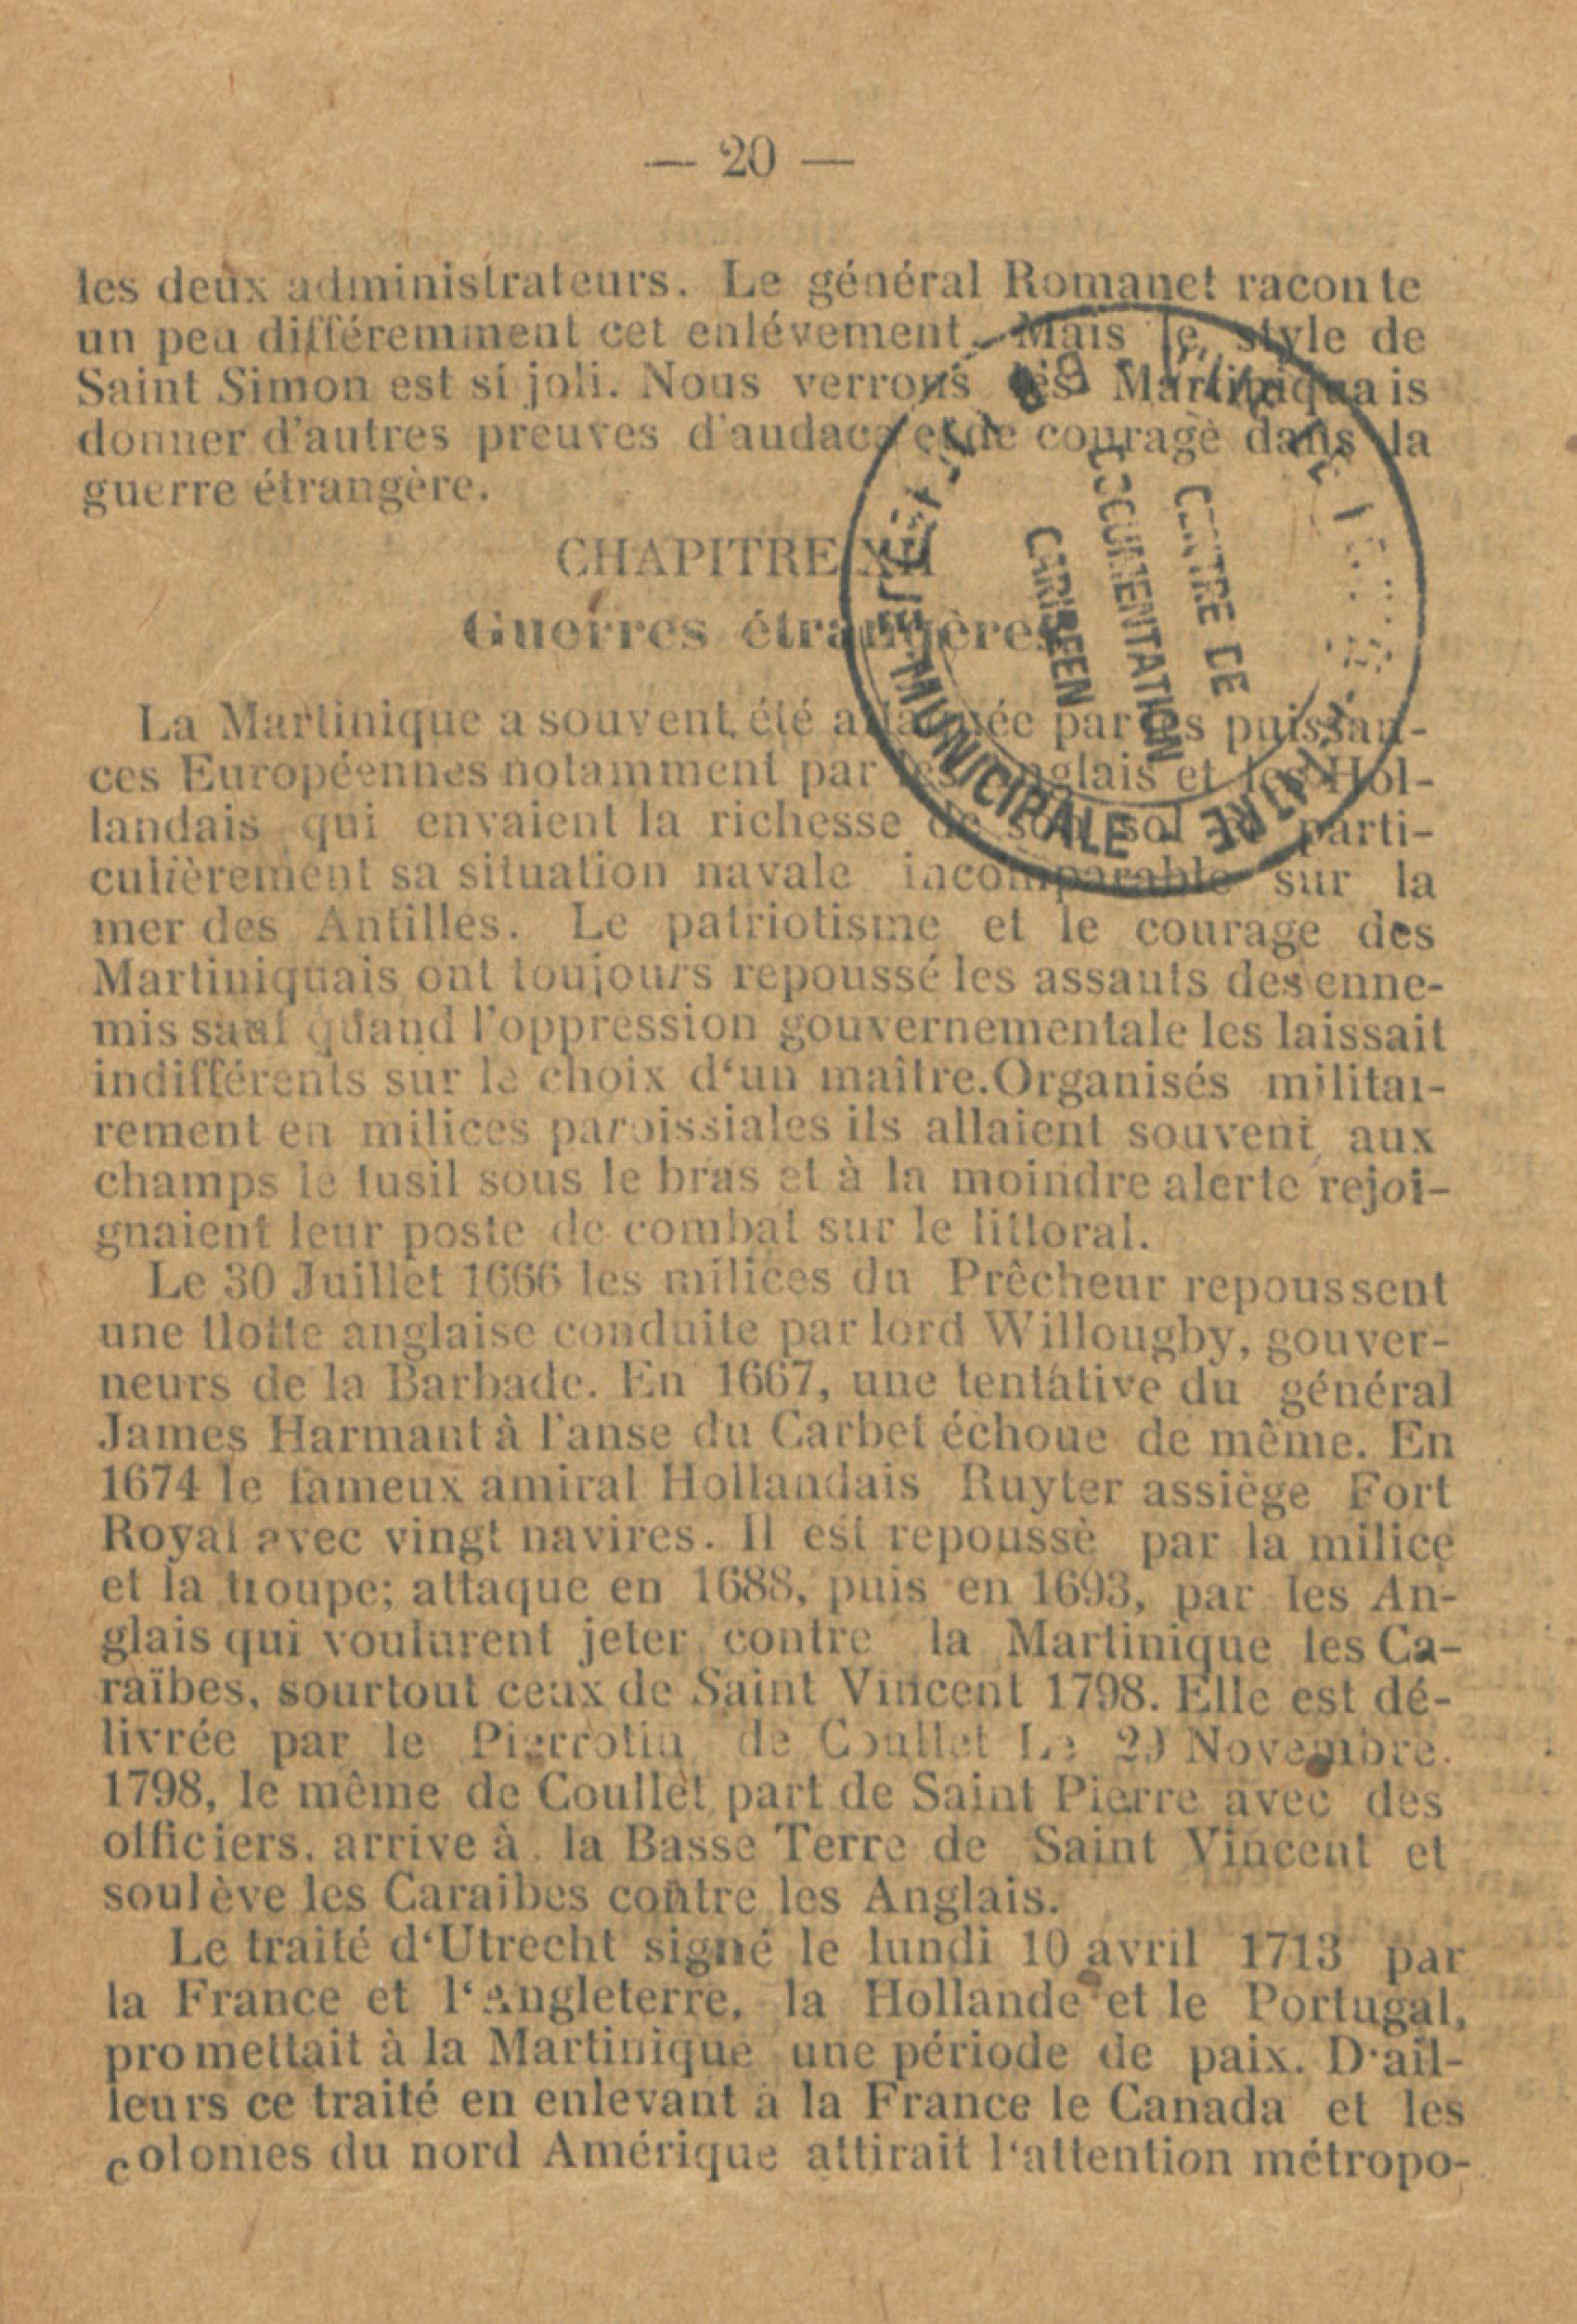 — 20 —
les deux administrateurs. Le général Romanet raconte
un peu différemment cet enlévement. Mais le style de
Saint Simon est si joli. Nous verrons les Martiniquais
donner d'autres preuves d'audace et de courage dans la
guerre étrangère.
CHAPITRE XII
Guerres étrangères
La Martinique a souvent été attaquée par les puissan-
ces Européennes notamment par les Anglais et les Hol-
landais qui envaient la richesse de son sol parti-
culièrement sa situation navale incomparable sur la
mer des Antilles. Le patriotisme et le courage des
Martiniquais ont toujours repoussé les assauts des enne-
mis sauf quand l'oppression gouvernementale les laissait
indifférents sur le choix d'un maître. Organisés militai-
rement en milices paroissiales ils allaient souvent aux
champs le fusil sous le bras et à la moindre alerte rejoi-
gnaient leur poste de combat sur le littoral.
Le 30 Juillet 1666 les milices du Prêcheur repoussent
une flotte anglaise conduite par lord Willougby, gouver-
neurs de la Barbade. En 1667, une tentative du général
James Harmant à l'anse du Carbet échoue de même. En
1674 le fameux amiral Hollandais Ruyter assiège Fort
Royal avec vingt navires. Il est repoussè par la milice
et la troupe; attaque en 1688, puis en 1693, par les An-
glais qui voulurent jeter contre la Martinique les Ca-
raïbes, sourtout ceux de Saint Vincent 1798. Elle est dé-
livrée par le Pierrotin de Coullet Le 29 Novembre.
1798, le même de Coullet part de Saint Pierre avec des
officiers, arrive à la Basse Terre de Saint Vincent et
soulève les Caraibes contre les Anglais.
Le traité d'Utrecht signé le lundi 10 avril 1713 par
la France et l'Angleterre, la Hollande et le Portugal,
promettait à la Martinique une période de paix. D'ail-
leurs ce traité en enlevant à la France le Canada et les
colonies du nord Amérique attirait l'attention métropo-
CENTRE DE
DOCUMENTATION
CARIBEEN
MUNICIPALE